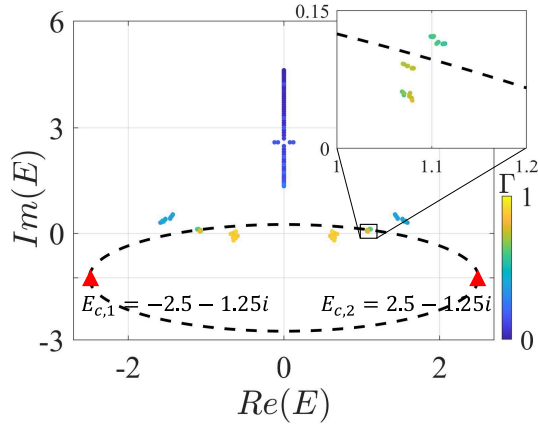 6
3
0
-3
Im(E)
-2
0
2
Re(E)
0.15
0
1
1.1
1.2
Γ
1
0
E_{c,1} = −2.5 − 1.25i
E_{c,2} = 2.5 − 1.25i